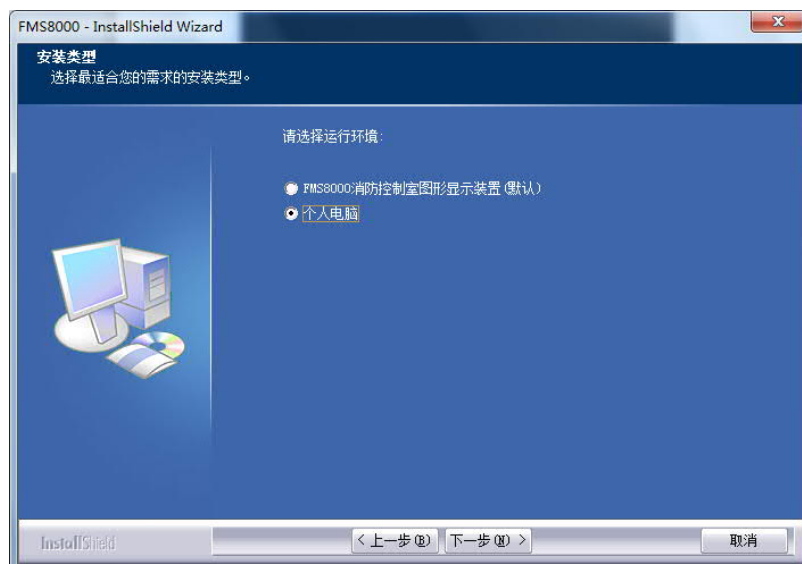 FMS8000 - InstallShield Wizard
安装类型
选择最适合您的需求的安装类型。
请选择运行环境:
FMS8000消防控制室图形显示装置(默认)
个人电脑
InstallShield
< 上一步(B)
下一步(N) >
取消